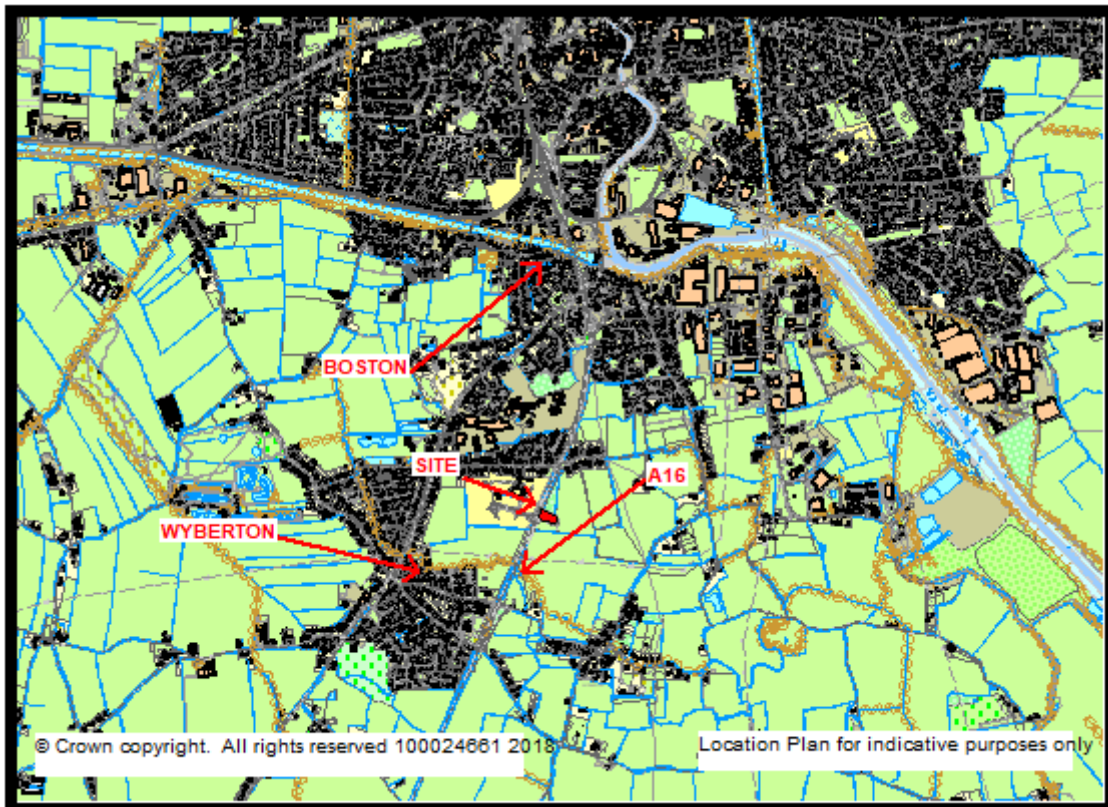 BOSTON
SITE
A16
WYBERTON
© Crown copyright. All rights reserved 100024661 2018
Location Plan for indicative purposes only